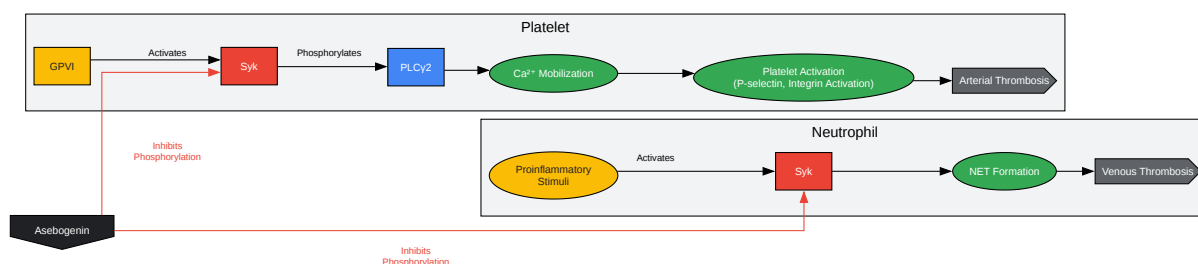 Platelet
GPVI
Activates
Syk
Phosphorylates
PLCγ2
Ca²⁺ Mobilization
Platelet Activation
(P-selectin, Integrin Activation)
Arterial Thrombosis
Inhibits
Phosphorylation
Neutrophil
Proinflammatory
Stimuli
Activates
Syk
NET Formation
Venous Thrombosis
Asebogenin
Inhibits
Phosphorylation